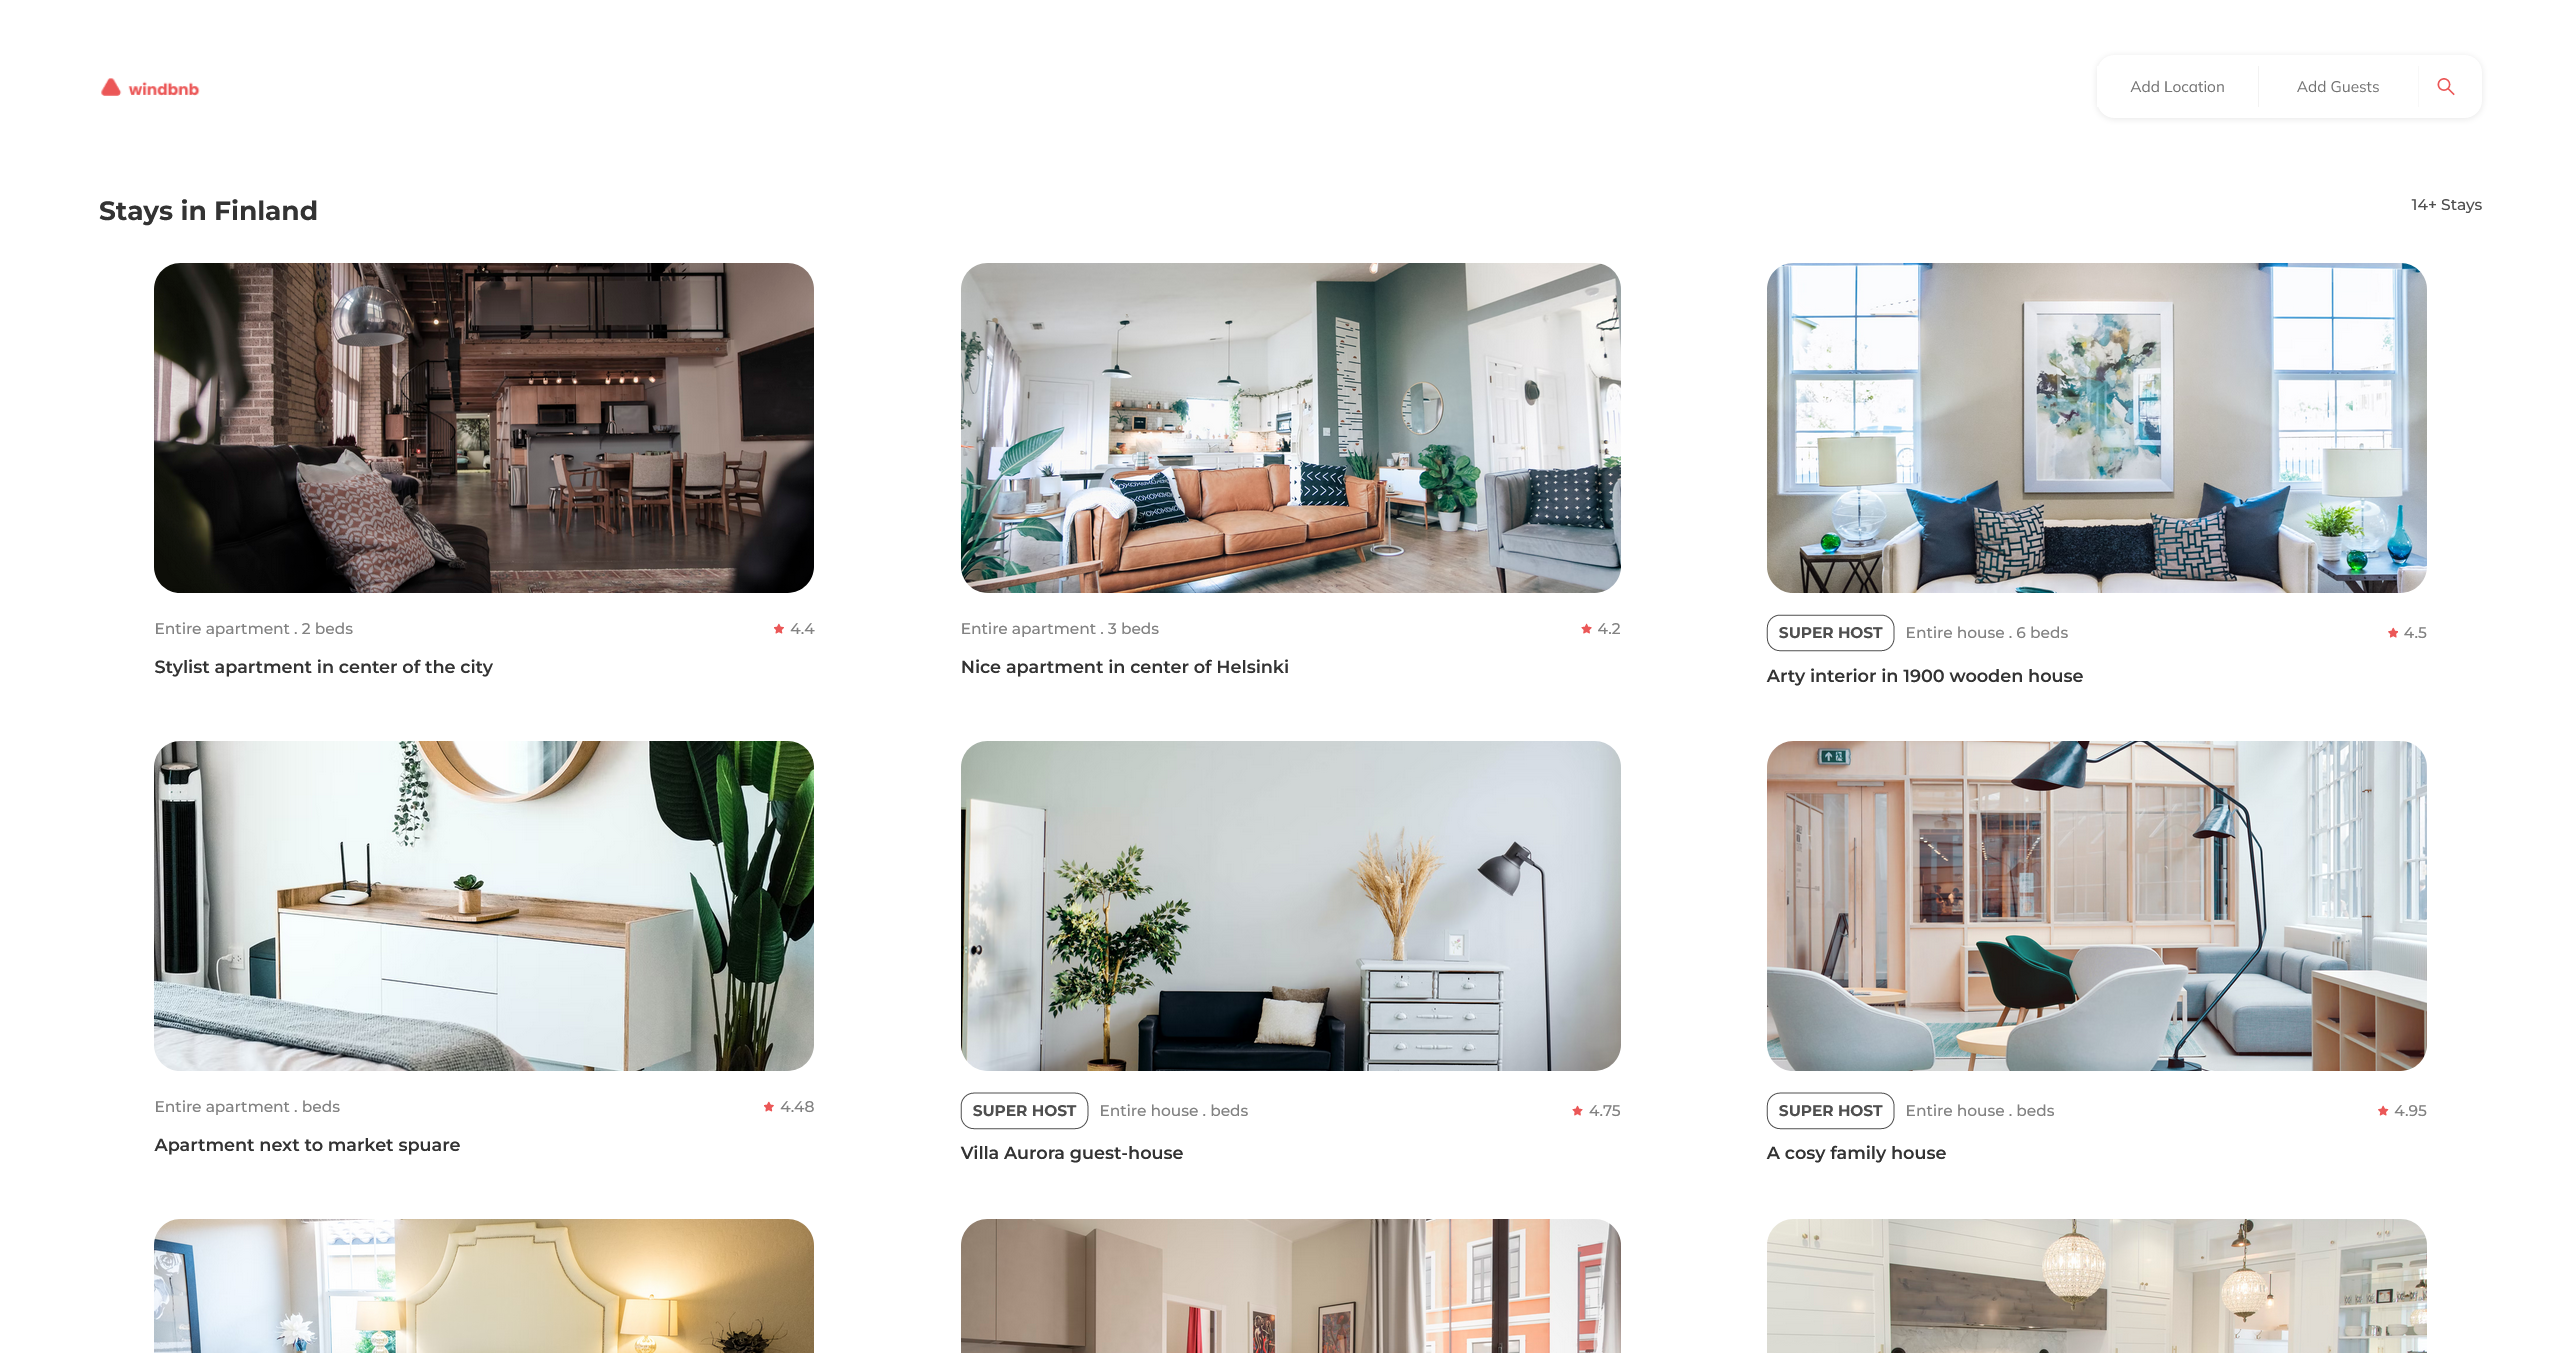 windbnb
Add Location
Add Guests
Stays in Finland
14+ Stays
Entire apartment . 2 beds
4.4
Stylist apartment in center of the city
Entire apartment . 3 beds
4.2
Nice apartment in center of Helsinki
SUPER HOST
Entire house . 6 beds
4.5
Arty interior in 1900 wooden house
Entire apartment . beds
4.48
Apartment next to market spuare
SUPER HOST
Entire house . beds
4.75
Villa Aurora guest-house
SUPER HOST
Entire house . beds
4.95
A cosy family house